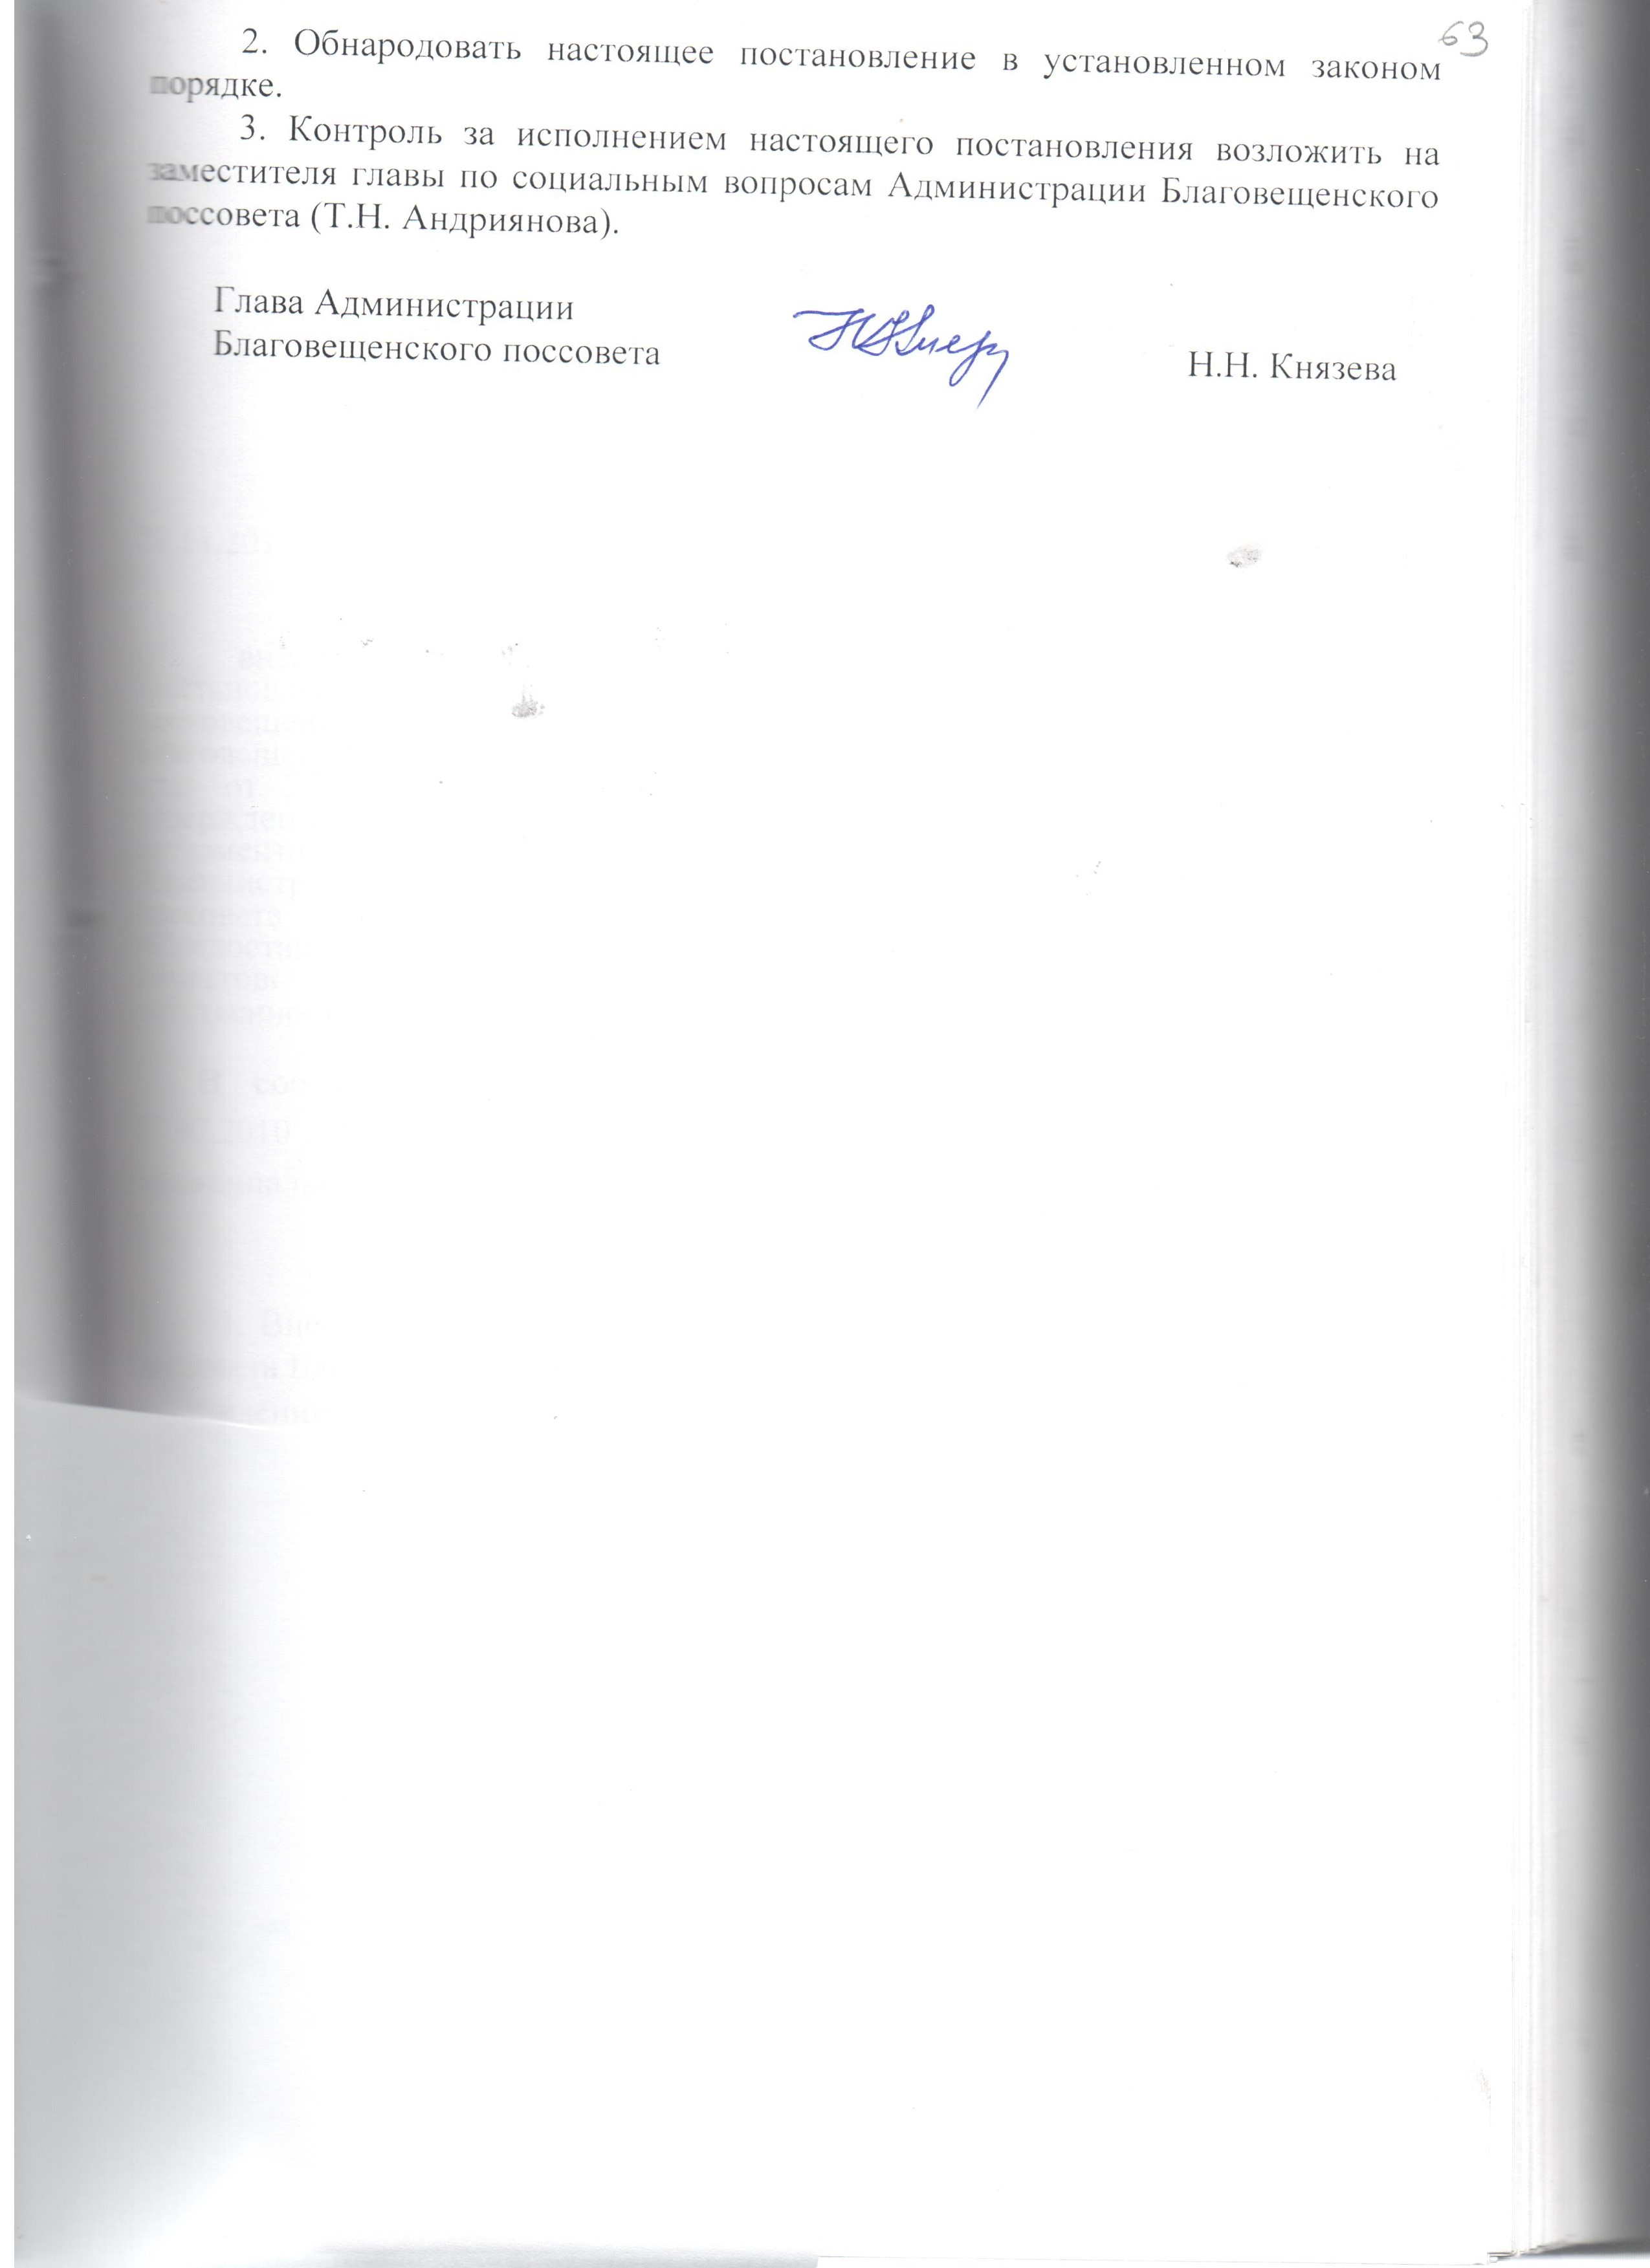 63
2. Обнародовать настоящее постановление в установленном законом
порядке.
3. Контроль за исполнением настоящего постановления возложить на
заместителя главы по социальным вопросам Администрации Благовещенского
поссовета (Т.Н. Андриянова).
Глава Администрации
Благовещенского поссовета
Н.Н. Князева